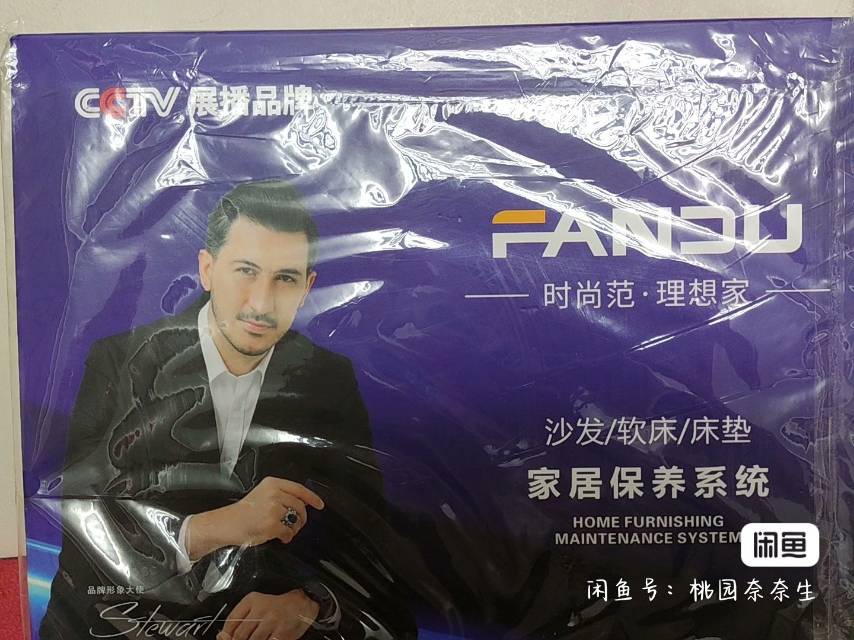 CCTV 展播品牌
FANDU
时尚范·理想家
沙发/软床/床垫
家居保养系统
HOME FURNISHING
MAINTENANCE SYSTEM
闲鱼
闲鱼号：桃园奈奈生
品牌形象大使
Stewart